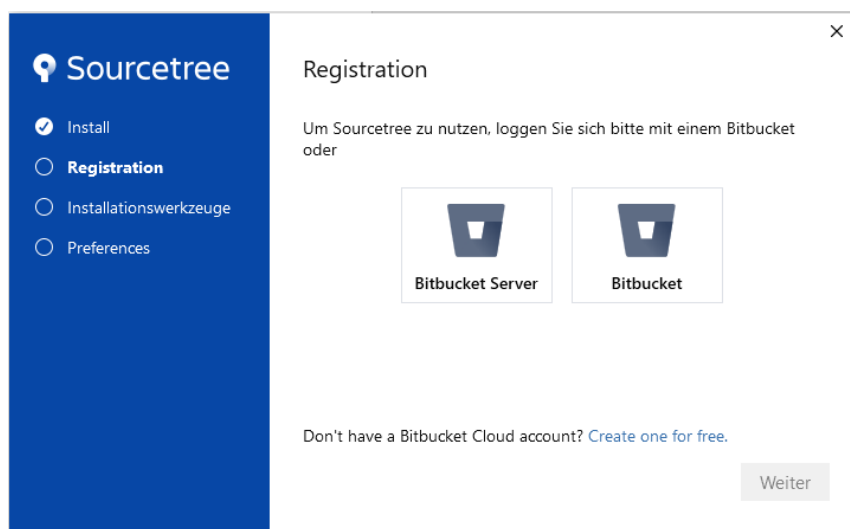 Sourcetree
Install
Registration
Installationswerkzeuge
Preferences
Registration
Um Sourcetree zu nutzen, loggen Sie sich bitte mit einem Bitbucket
oder
Bitbucket Server
Bitbucket
Don't have a Bitbucket Cloud account? Create one for free.
Weiter